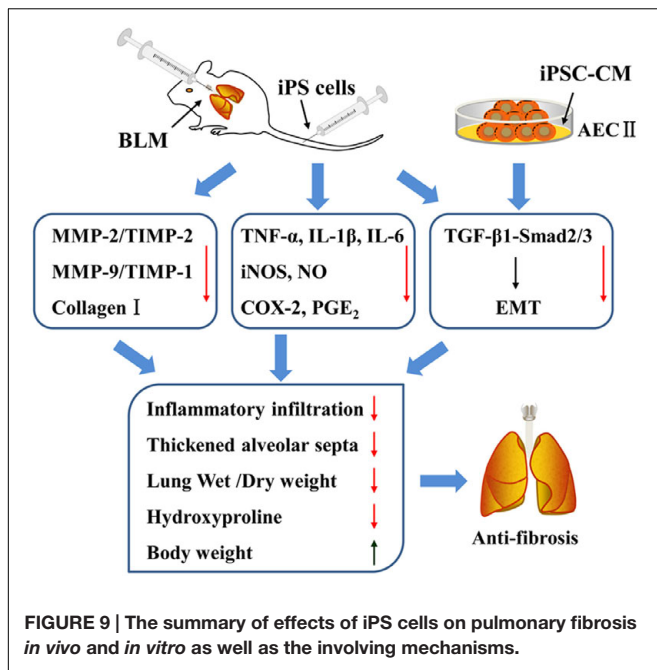 iPS cells
BLM
iPSC-CM
AEC Ⅱ
MMP-2/TIMP-2
MMP-9/TIMP-1
Collagen Ⅰ
TNF-α, IL-1β, IL-6
iNOS, NO
COX-2, PGE₂
TGF-β1-Smad2/3
EMT
Inflammatory infiltration
Thickened alveolar septa
Lung Wet /Dry weight
Hydroxyproline
Body weight
Anti-fibrosis
FIGURE 9 | The summary of effects of iPS cells on pulmonary fibrosis
in vivo and in vitro as well as the involving mechanisms.